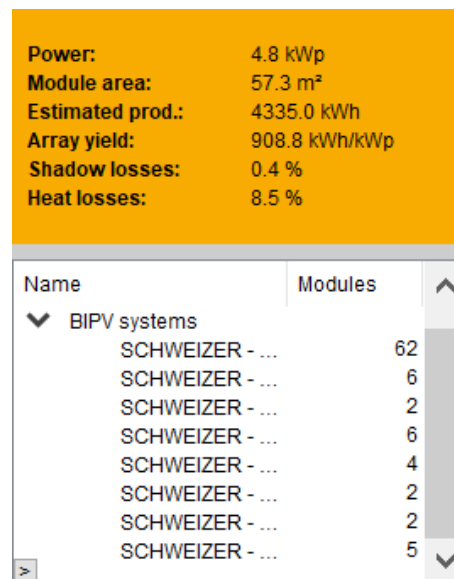 Power: 4.8 kWp
Module area: 57.3 m²
Estimated prod.: 4335.0 kWh
Array yield: 908.8 kWh/kWp
Shadow losses: 0.4 %
Heat losses: 8.5 %
Name Modules
BIPV systems
SCHWEIZER - ... 62
SCHWEIZER - ... 6
SCHWEIZER - ... 2
SCHWEIZER - ... 6
SCHWEIZER - ... 4
SCHWEIZER - ... 2
SCHWEIZER - ... 2
SCHWEIZER - ... 5
>